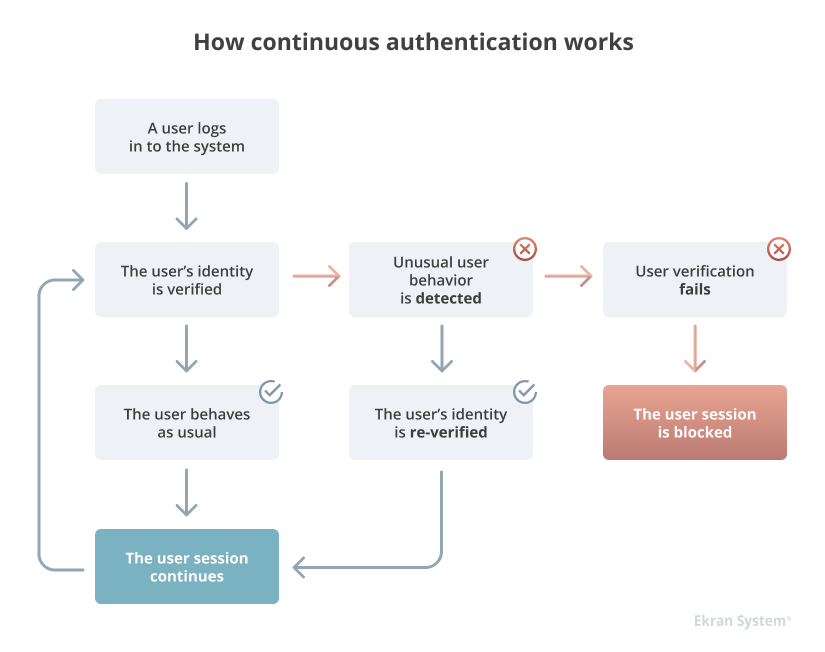 How continuous authentication works
A user logs
in to the system
The user’s identity
is verified
Unusual user
behavior
is detected
User verification
fails
The user behaves
as usual
The user’s identity
is re-verified
The user session
is blocked
The user session
continues
Ekran System®